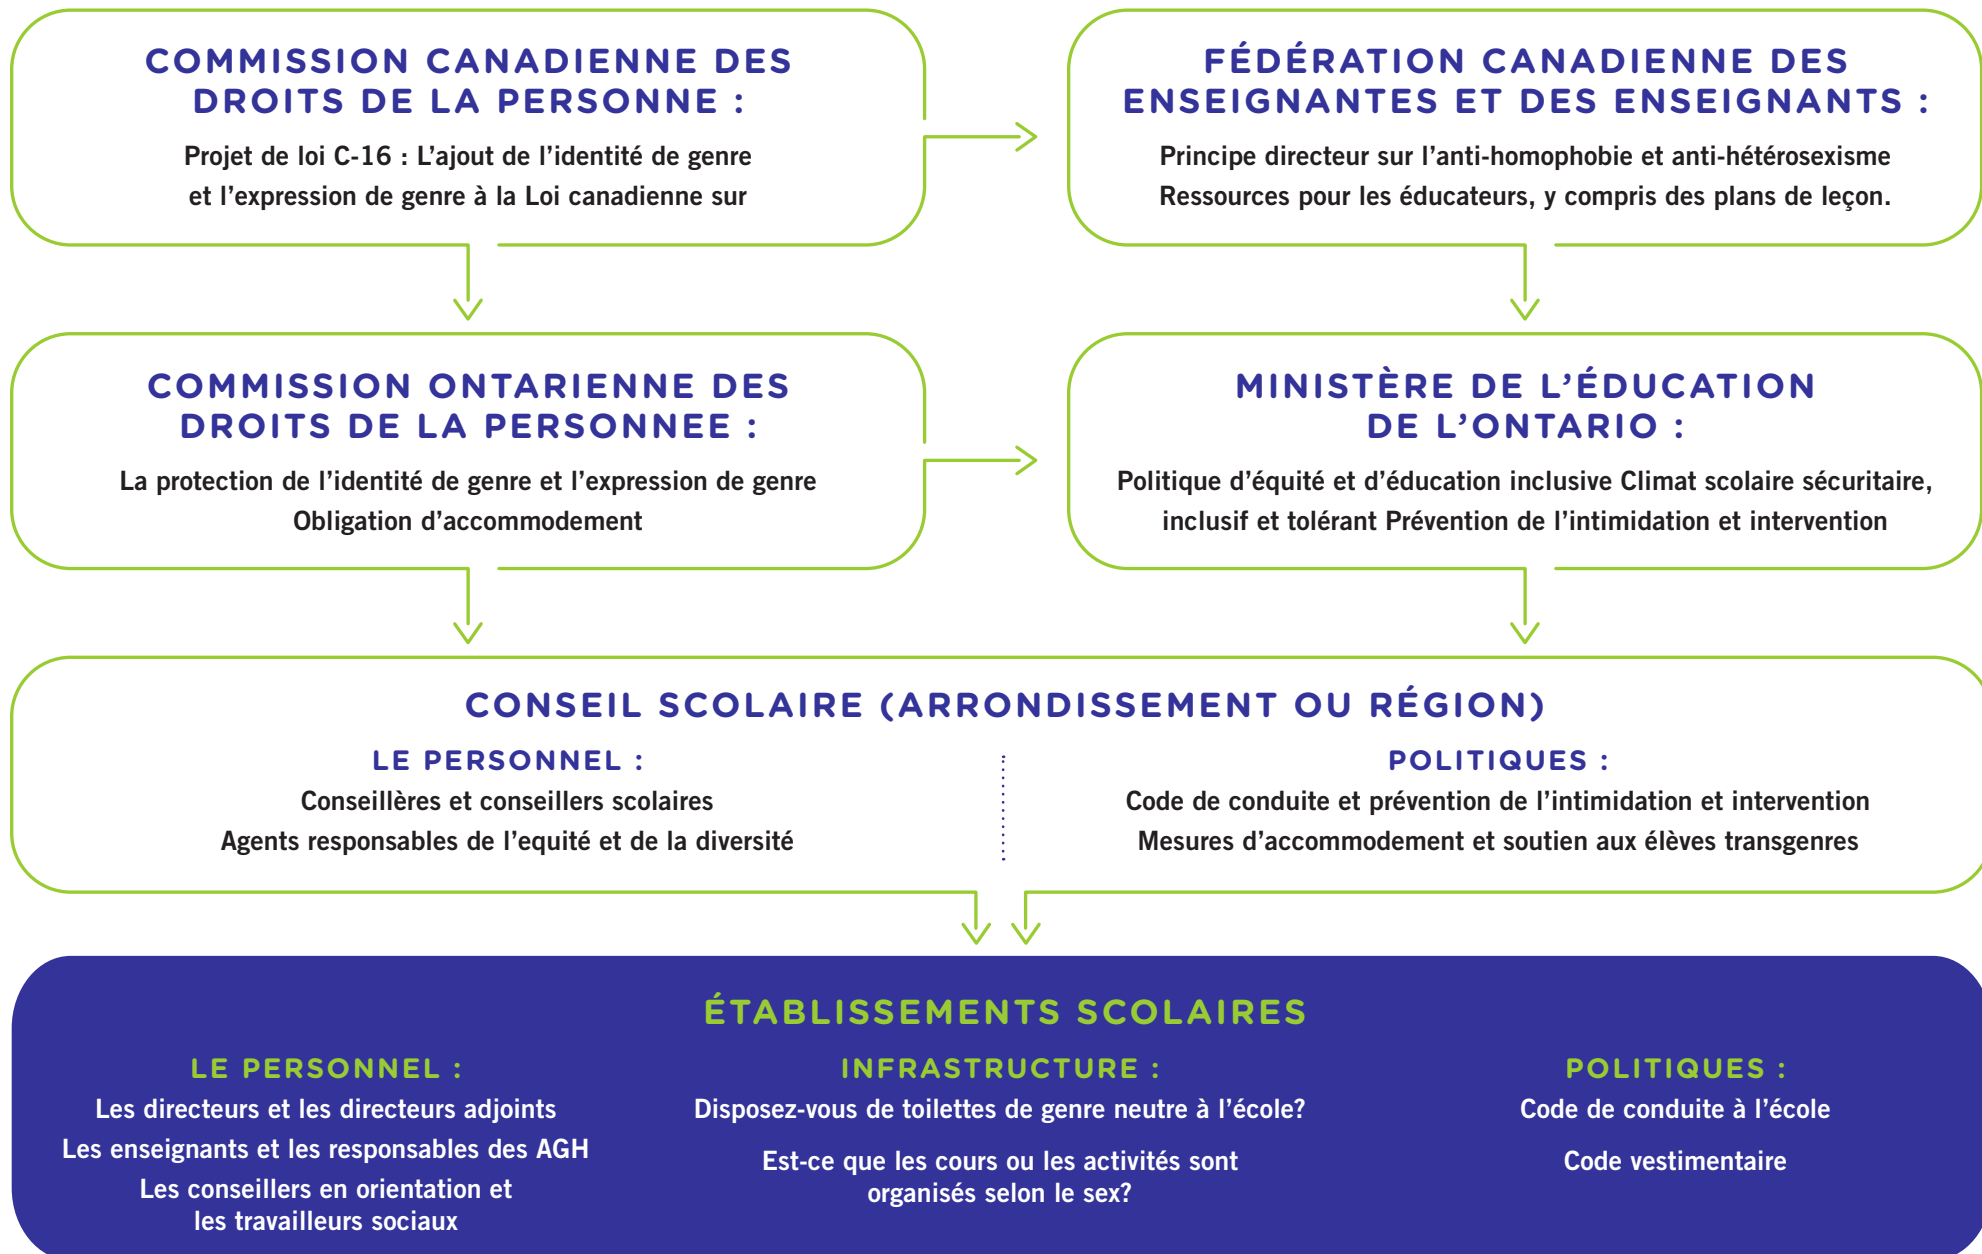 COMMISSION CANADIENNE DES
DROITS DE LA PERSONNE :
Projet de loi C-16 : L’ajout de l’identité de genre
et l’expression de genre à la Loi canadienne sur
FÉDÉRATION CANADIENNE DES
ENSEIGNANTES ET DES ENSEIGNANTS :
Principe directeur sur l’anti-homophobie et anti-hétérosexisme
Ressources pour les éducateurs, y compris des plans de leçon.
COMMISSION ONTARIENNE DES
DROITS DE LA PERSONNEE :
La protection de l’identité de genre et l’expression de genre
Obligation d’accommodement
MINISTÈRE DE L’ÉDUCATION
DE L’ONTARIO :
Politique d’équité et d’éducation inclusive Climat scolaire sécuritaire,
inclusif et tolérant Prévention de l’intimidation et intervention
CONSEIL SCOLAIRE (ARRONDISSEMENT OU RÉGION)
LE PERSONNEL :
Conseillères et conseillers scolaires
Agents responsables de l’equité et de la diversité
POLITIQUES :
Code de conduite et prévention de l’intimidation et intervention
Mesures d’accommodement et soutien aux élèves transgenres
ÉTABLISSEMENTS SCOLAIRES
LE PERSONNEL :
Les directeurs et les directeurs adjoints
Les enseignants et les responsables des AGH
Les conseillers en orientation et
les travailleurs sociaux
INFRASTRUCTURE :
Disposez-vous de toilettes de genre neutre à l’école?
Est-ce que les cours ou les activités sont
organisés selon le sex?
POLITIQUES :
Code de conduite à l’école
Code vestimentaire